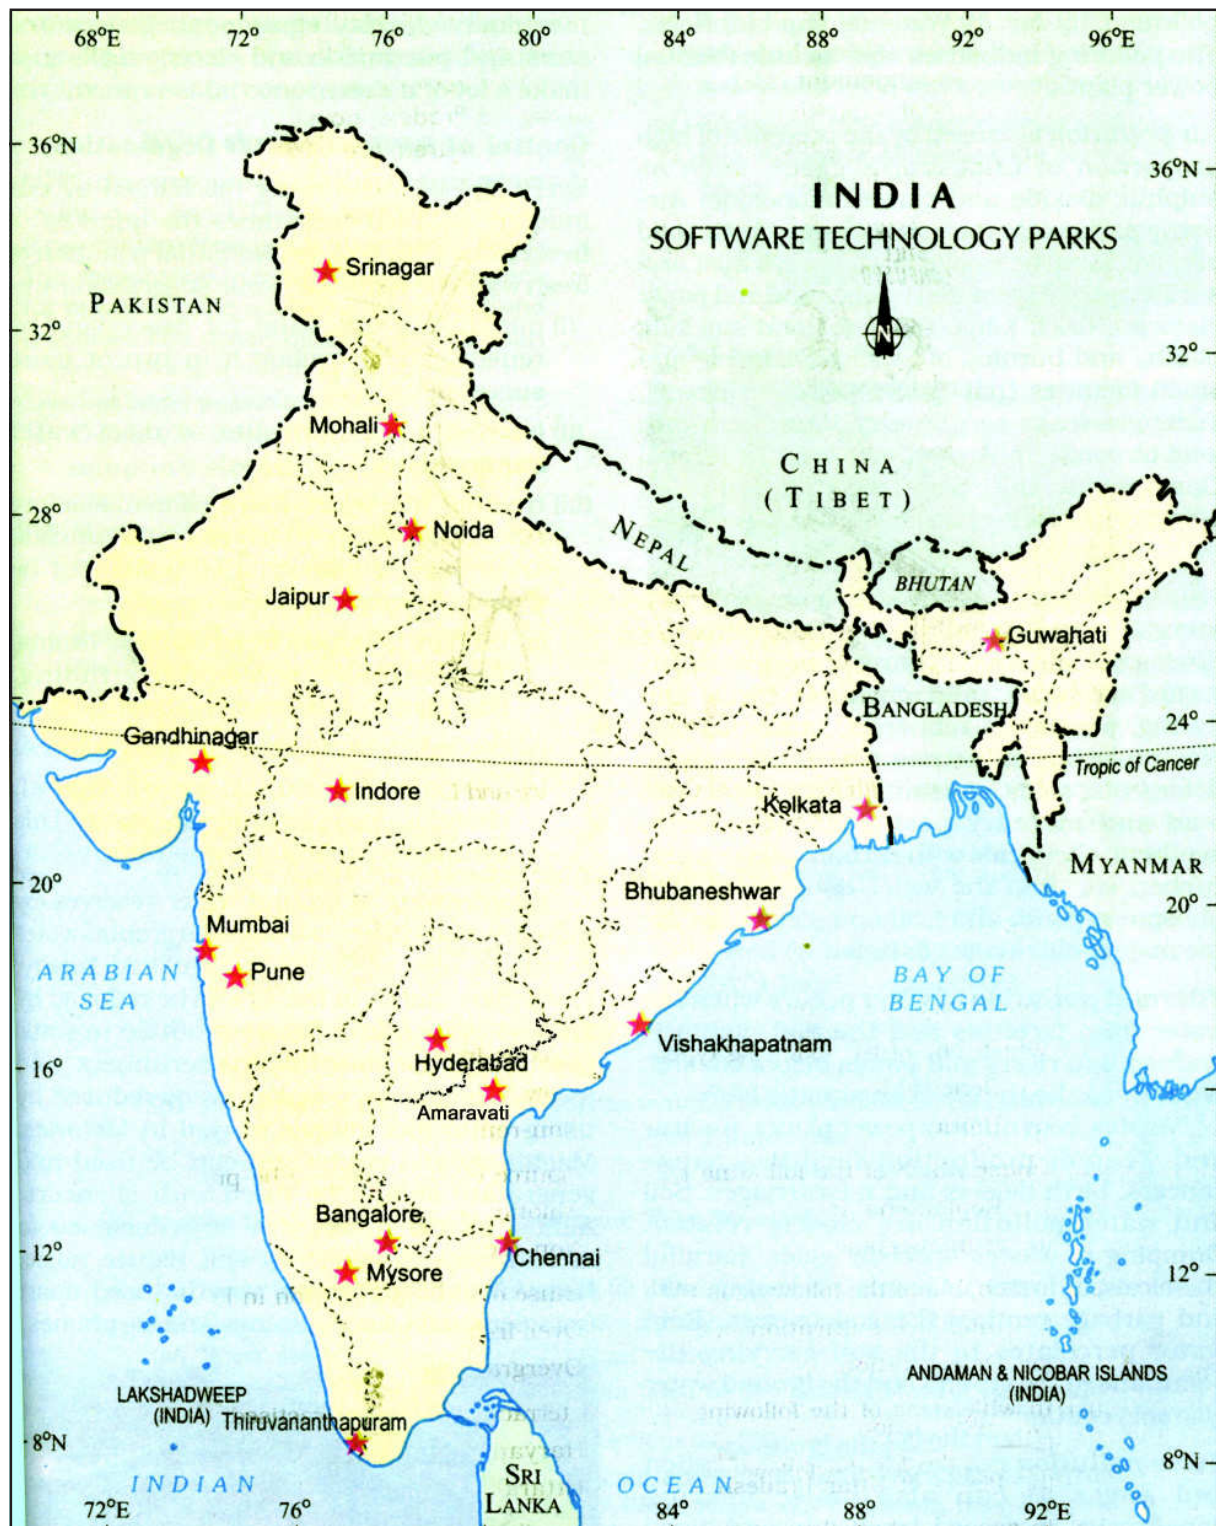 68°E
72°
76°
84°
88°
96°E
36°N
36°N
INDIA
SOFTWARE TECHNOLOGY PARKS
N
Srinagar
PAKISTAN
32°
32°
Mohali
CHINA
(TIBET)
28°
Noida
NEPAL
BHUTAN
Jaipur
Guwahati
BANGLADESH
24°
Gandhinagar
Tropic of Cancer
Indore
Kolkata
MYANMAR
20°
Bhubaneshwar
20°
Mumbai
Pune
ARABIAN
SEA
BAY OF
BENGAL
Vishakhapatnam
Hyderabad
16°
Amaravati
Bangalore
12°
Chennai
Mysore
12°
LAKSHADWEEP
(INDIA)
ANDAMAN & NICOBAR ISLANDS
(INDIA)
Thiruvananthapuram
8°N
8°N
INDIAN
OCEAN
SRI
LANKA
72°E
76°
84°
92°E